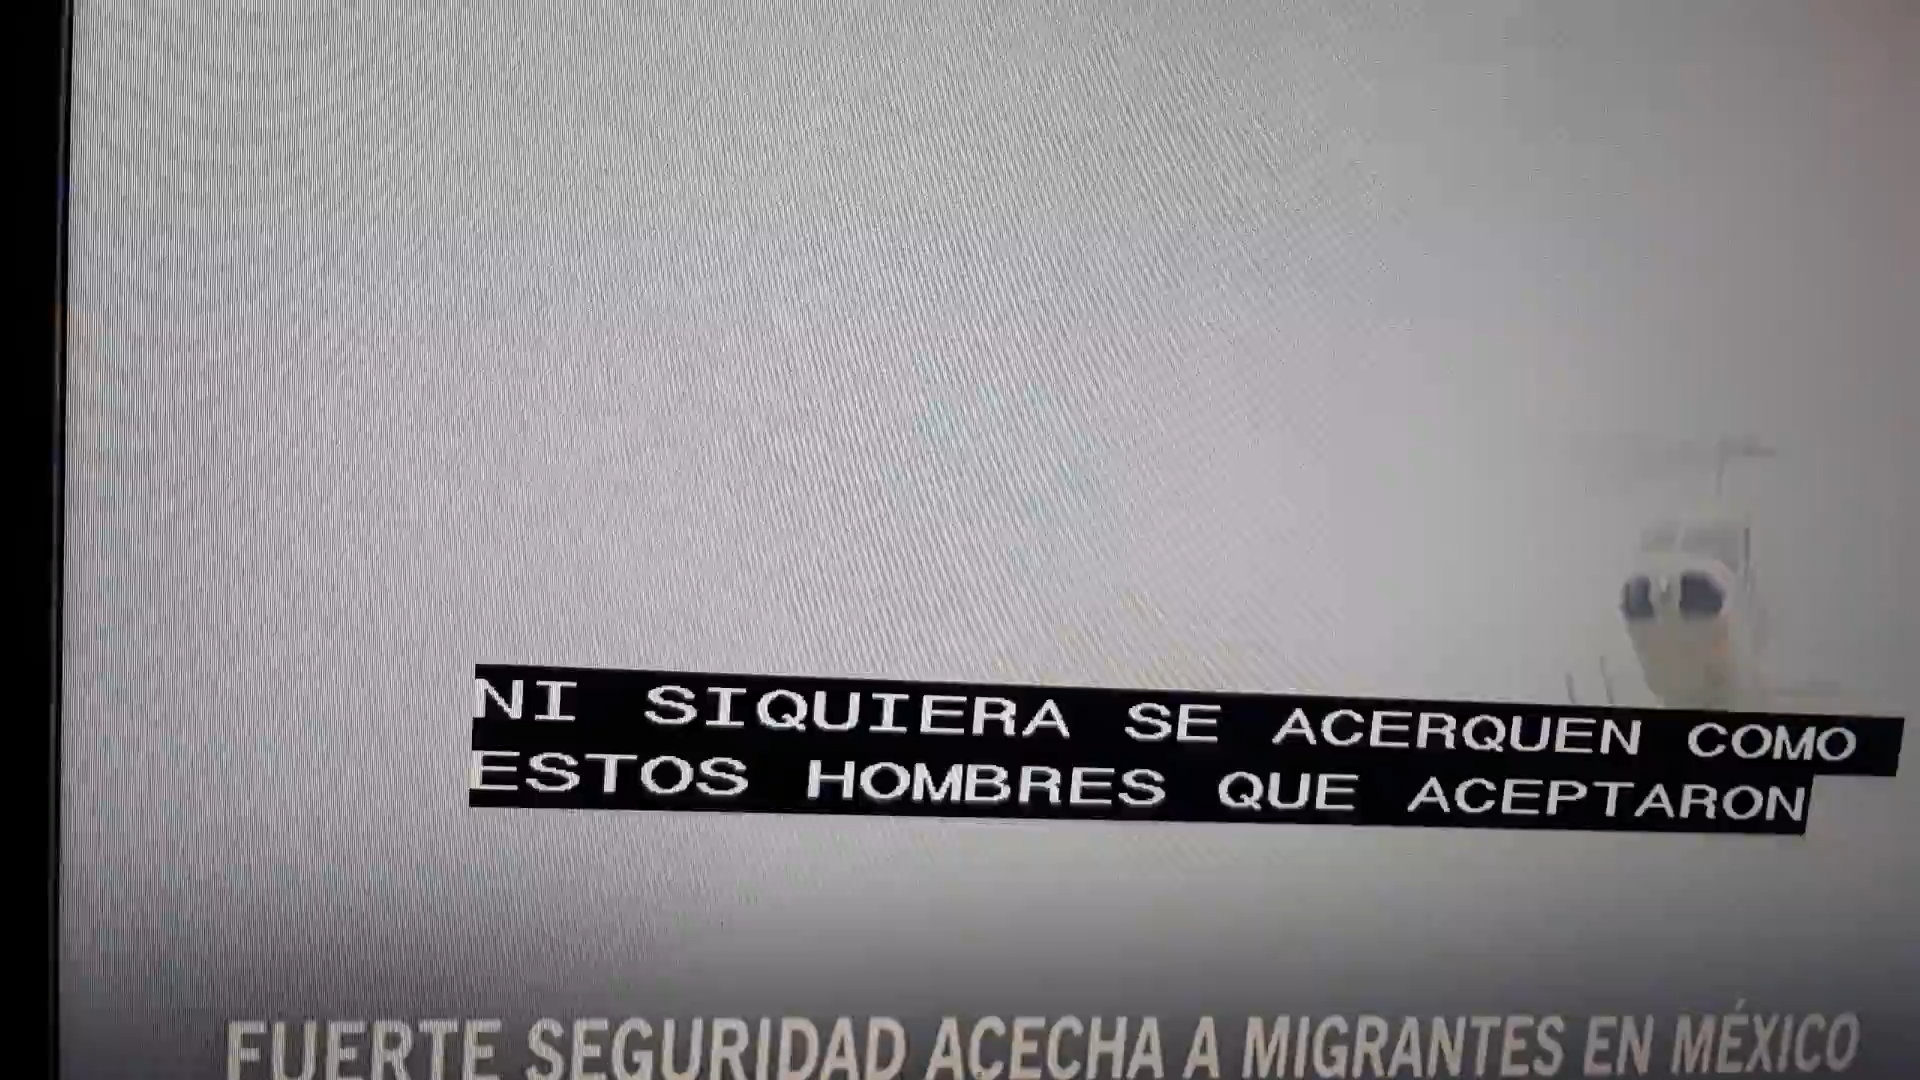 NI SIQUIERA SE ACERQUEN COMO
ESTOS HOMBRES QUE ACEPTARON
FUERTE SEGURIDAD ACECHA A MIGRANTES EN MÉXICO